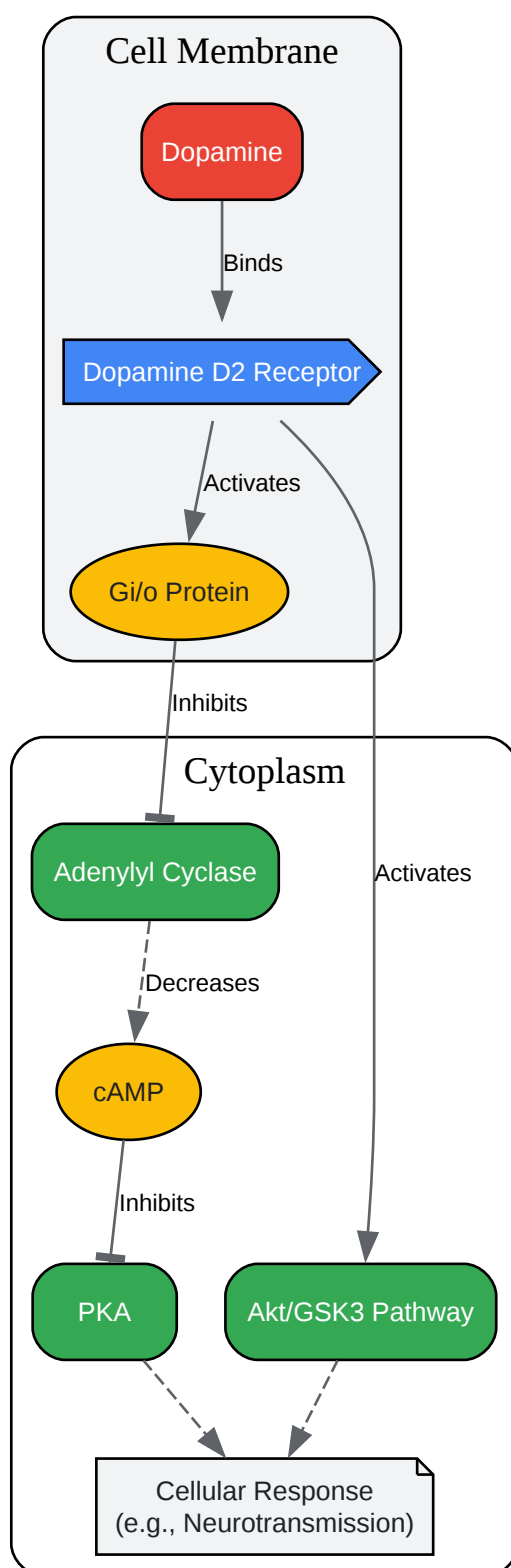 Cell Membrane
Dopamine
Binds
Dopamine D2 Receptor
Activates
Gi/o Protein
Inhibits
Cytoplasm
Adenylyl Cyclase
Activates
Decreases
cAMP
Inhibits
PKA
Akt/GSK3 Pathway
Cellular Response
(e.g., Neurotransmission)